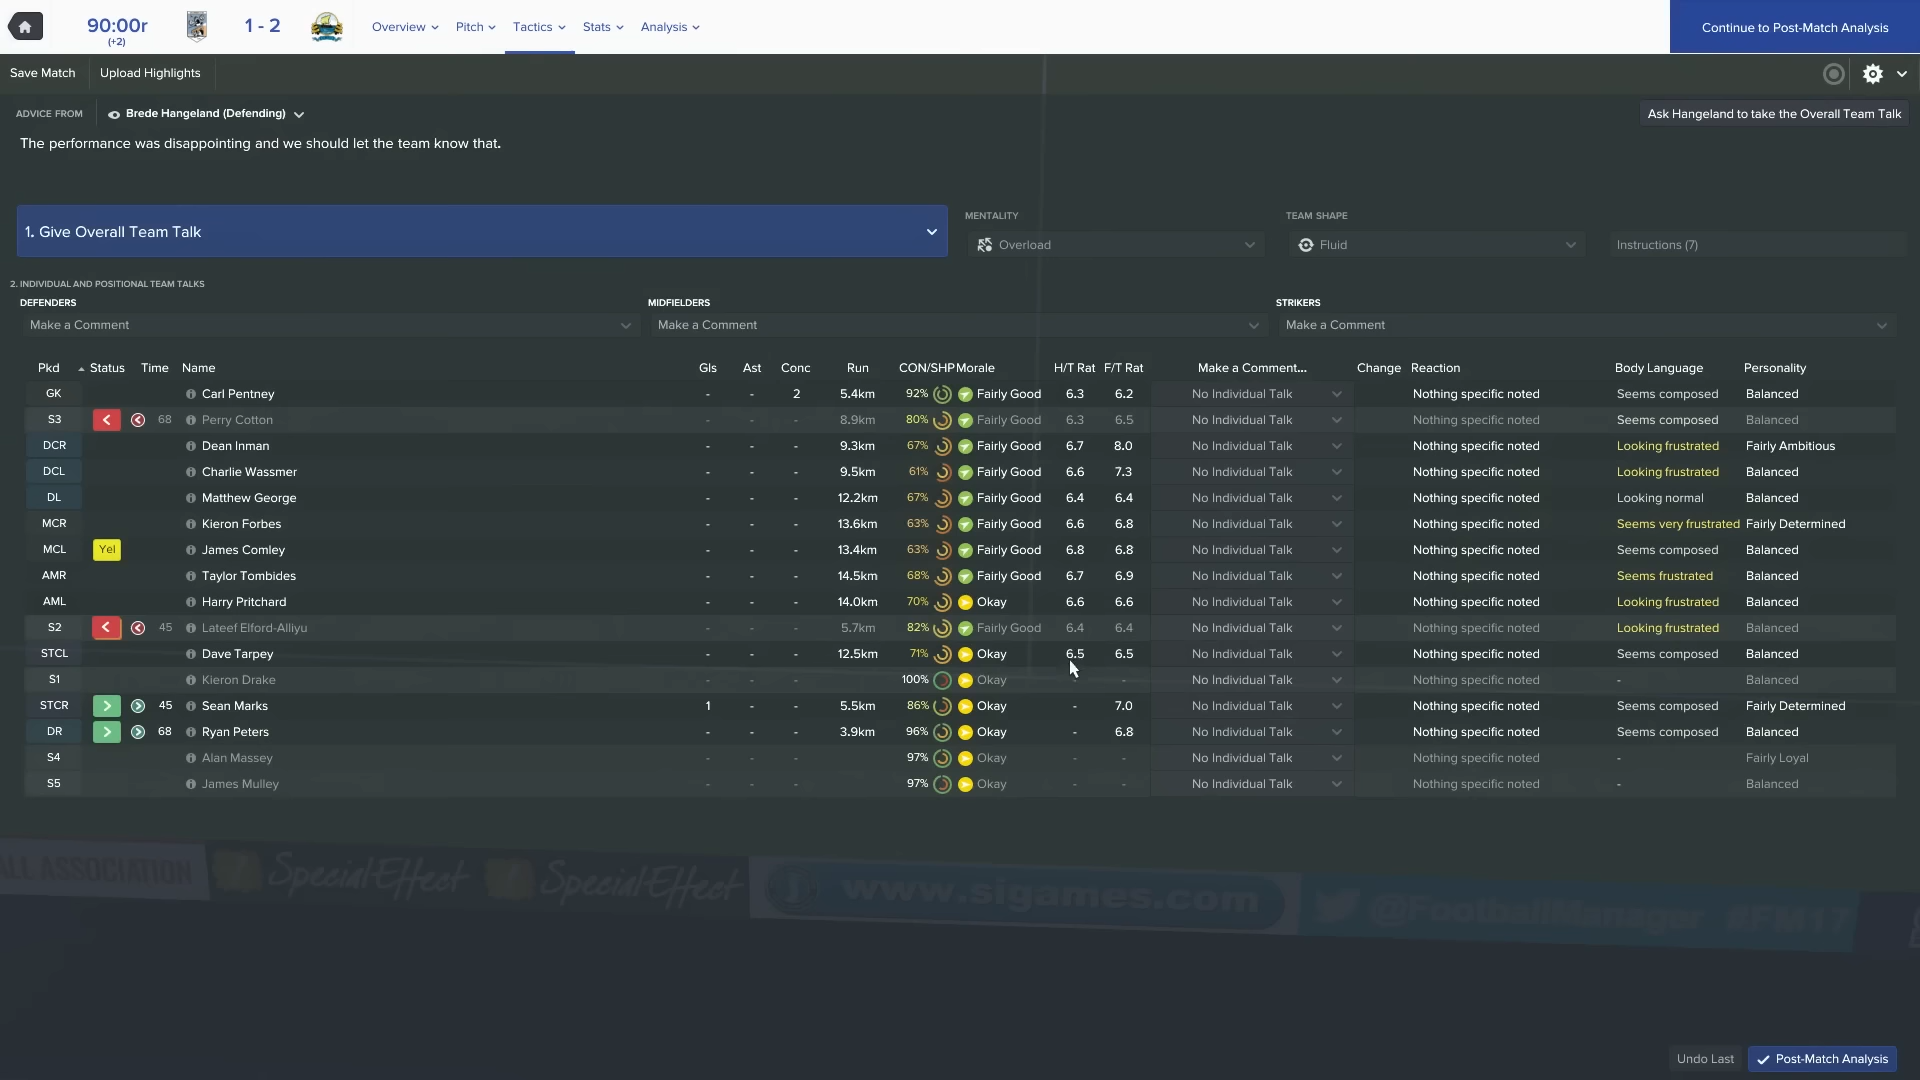 90:00r
(+2)
1 - 2
Overview Pitch Tactics Stats Analysis
Continue to Post-Match Analysis
Save Match Upload Highlights
ADVICE FROM Brede Hangeland (Defending)
Ask Hangeland to take the Overall Team Talk
The performance was disappointing and we should let the team know that.
1. Give Overall Team Talk
MENTALITY
Overload
TEAM SHAPE
Fluid
Instructions (7)
2. INDIVIDUAL AND POSITIONAL TEAM TALKS
DEFENDERS MIDFIELDERS STRIKERS
Make a Comment Make a Comment Make a Comment
Pkd Status Time Name Gls Ast Conc Run CON/SHP Morale H/T Rat F/T Rat Make a Comment... Change Reaction Body Language Personality
GK Carl Pentney - - 2 5.4km 92% Fairly Good 6.3 6.2 No Individual Talk Nothing specific noted Seems composed Balanced
S3 68 Perry Cotton - - - 8.9km 80% Fairly Good 6.3 6.5 No Individual Talk Nothing specific noted Seems composed Balanced
DCR Dean Inman - - - 9.3km 67% Fairly Good 6.7 8.0 No Individual Talk Nothing specific noted Looking frustrated Fairly Ambitious
DCL Charlie Wassmer - - - 9.5km 61% Fairly Good 6.6 7.3 No Individual Talk Nothing specific noted Looking frustrated Balanced
DL Matthew George - - - 12.2km 67% Fairly Good 6.4 6.4 No Individual Talk Nothing specific noted Looking normal Balanced
MCR Kieron Forbes - - - 13.6km 63% Fairly Good 6.6 6.8 No Individual Talk Nothing specific noted Seems very frustrated Fairly Determined
MCL Yel James Comley - - - 13.4km 63% Fairly Good 6.8 6.8 No Individual Talk Nothing specific noted Seems composed Balanced
AMR Taylor Tombides - - - 14.5km 68% Fairly Good 6.7 6.9 No Individual Talk Nothing specific noted Seems frustrated Balanced
AML Harry Pritchard - - - 14.0km 70% Okay 6.6 6.6 No Individual Talk Nothing specific noted Looking frustrated Balanced
S2 45 Lateef Elford-Alliyu - - - 5.7km 82% Fairly Good 6.4 6.4 No Individual Talk Nothing specific noted Looking frustrated Balanced
STCL Dave Tarpey - - - 12.5km 71% Okay 6.5 6.5 No Individual Talk Nothing specific noted Seems composed Balanced
S1 Kieron Drake - - - 100% Okay - - No Individual Talk Nothing specific noted - Balanced
STCR 45 Sean Marks 1 - - 5.5km 86% Okay - 7.0 No Individual Talk Nothing specific noted Seems composed Fairly Determined
DR 68 Ryan Peters - - - 3.9km 96% Okay - 6.8 No Individual Talk Nothing specific noted Seems composed Balanced
S4 Alan Massey - - - 97% Okay - - No Individual Talk Nothing specific noted - Fairly Loyal
S5 James Mulley - - - 97% Okay - - No Individual Talk Nothing specific noted - Balanced
ALL ASSOCIATION SpecialEffect SpecialEffect www.sigames.com @FootballManager #FM17
Undo Last Post-Match Analysis